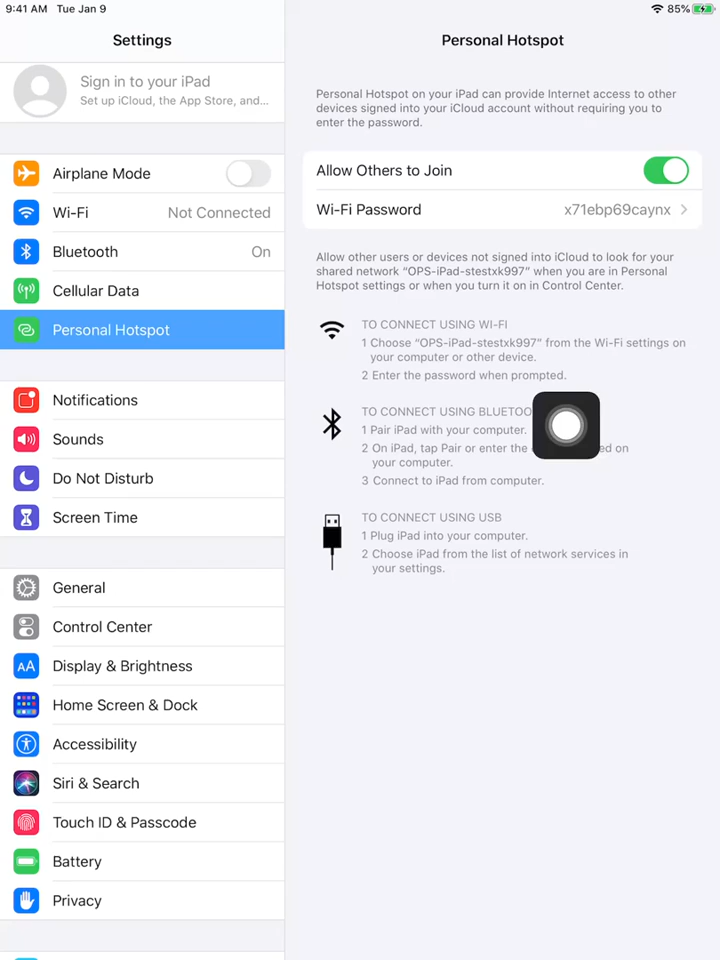 9:41 AM Tue Jan 9
85%
Settings
Sign in to your iPad
Set up iCloud, the App Store, and...
Airplane Mode
Wi-Fi Not Connected
Bluetooth On
Cellular Data
Personal Hotspot
Notifications
Sounds
Do Not Disturb
Screen Time
General
Control Center
AA Display & Brightness
Home Screen & Dock
Accessibility
Siri & Search
Touch ID & Passcode
Battery
Privacy
Personal Hotspot
Personal Hotspot on your iPad can provide Internet access to other
devices signed into your iCloud account without requiring you to
enter the password.
Allow Others to Join
Wi-Fi Password x71ebp69caynx
Allow other users or devices not signed into iCloud to look for your
shared network “OPS-iPad-stestxk997” when you are in Personal
Hotspot settings or when you turn it on in Control Center.
TO CONNECT USING WI-FI
1 Choose “OPS-iPad-stestxk997” from the Wi-Fi settings on
your computer or other device.
2 Enter the password when prompted.
TO CONNECT USING BLUETOO
1 Pair iPad with your computer.
2 On iPad, tap Pair or enter the ed on
your computer.
3 Connect to iPad from computer.
TO CONNECT USING USB
1 Plug iPad into your computer.
2 Choose iPad from the list of network services in
your settings.